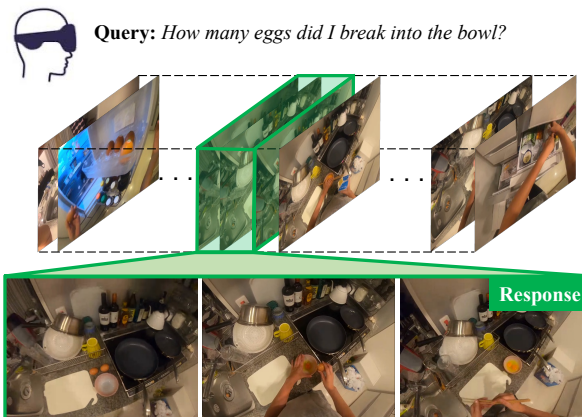 Query: How many eggs did I break into the bowl?
. . .
. . .
Response